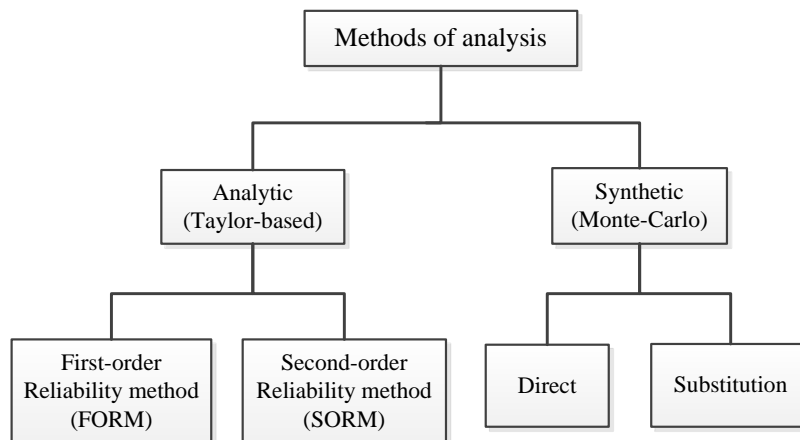 Methods of analysis
Analytic
(Taylor-based)
Synthetic
(Monte-Carlo)
First-order
Reliability method
(FORM)
Second-order
Reliability method
(SORM)
Direct
Substitution